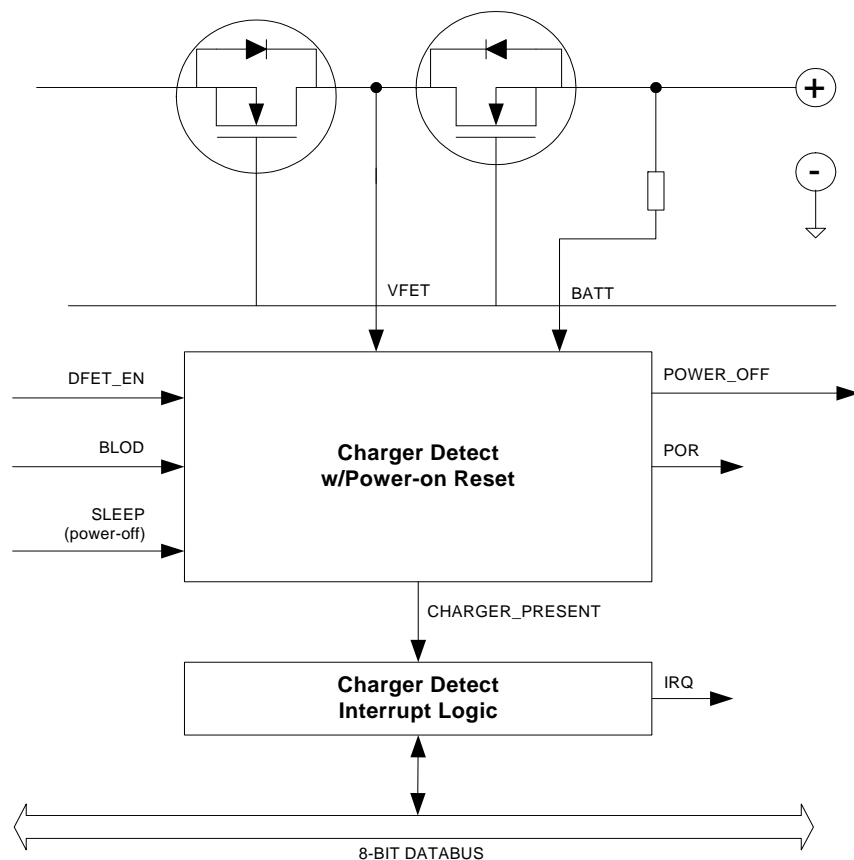 +
-
VFET
BATT
DFET_EN
POWER_OFF
BLOD
Charger Detect
w/Power-on Reset
POR
SLEEP
(power-off)
CHARGER_PRESENT
Charger Detect
Interrupt Logic
IRQ
8-BIT DATABUS